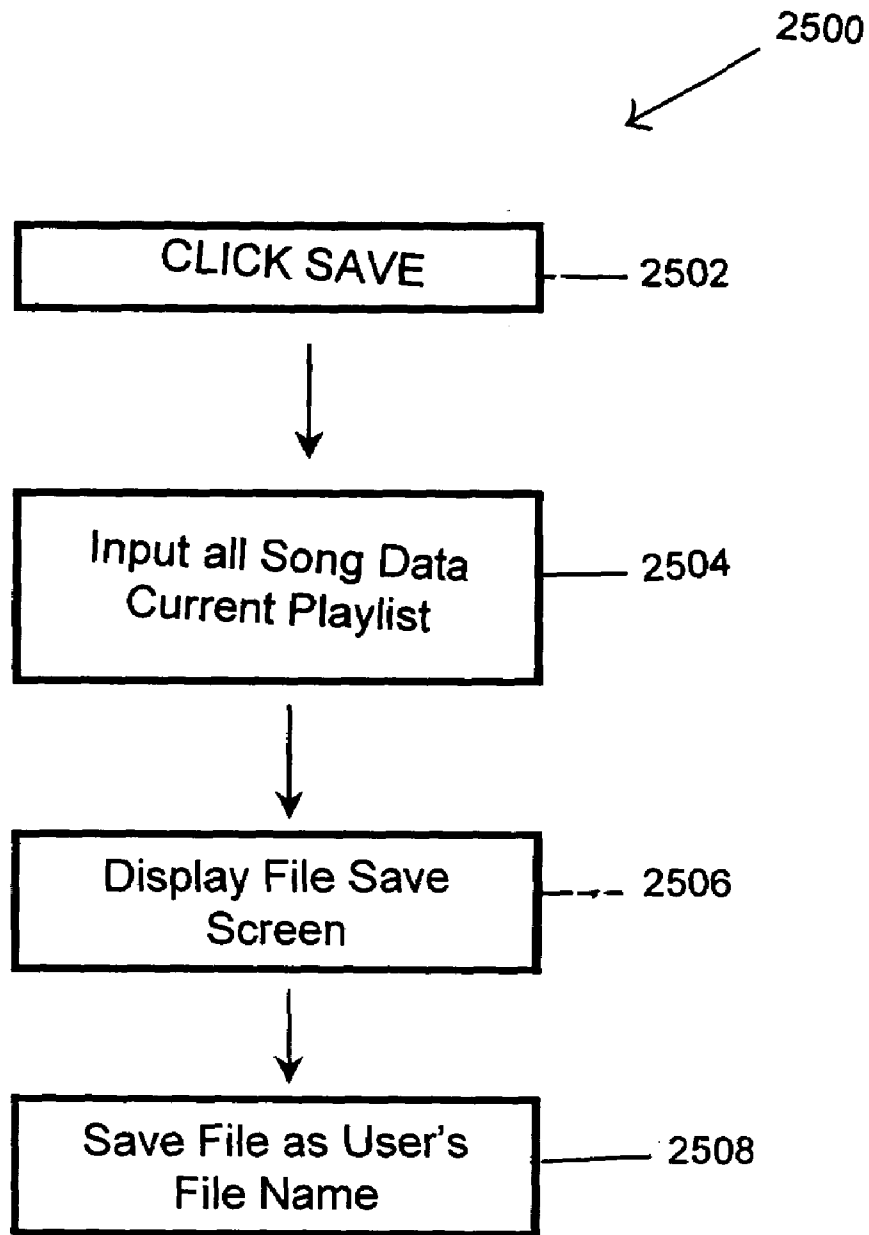 2500
CLICK SAVE
2502
Input all Song Data
Current Playlist
2504
Display File Save
Screen
2506
Save File as User's
File Name
2508